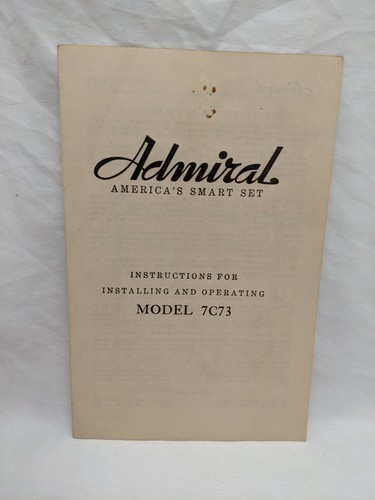 Admiral
AMERICA'S SMART SET
INSTRUCTIONS FOR
INSTALLING AND OPERATING
MODEL 7C73